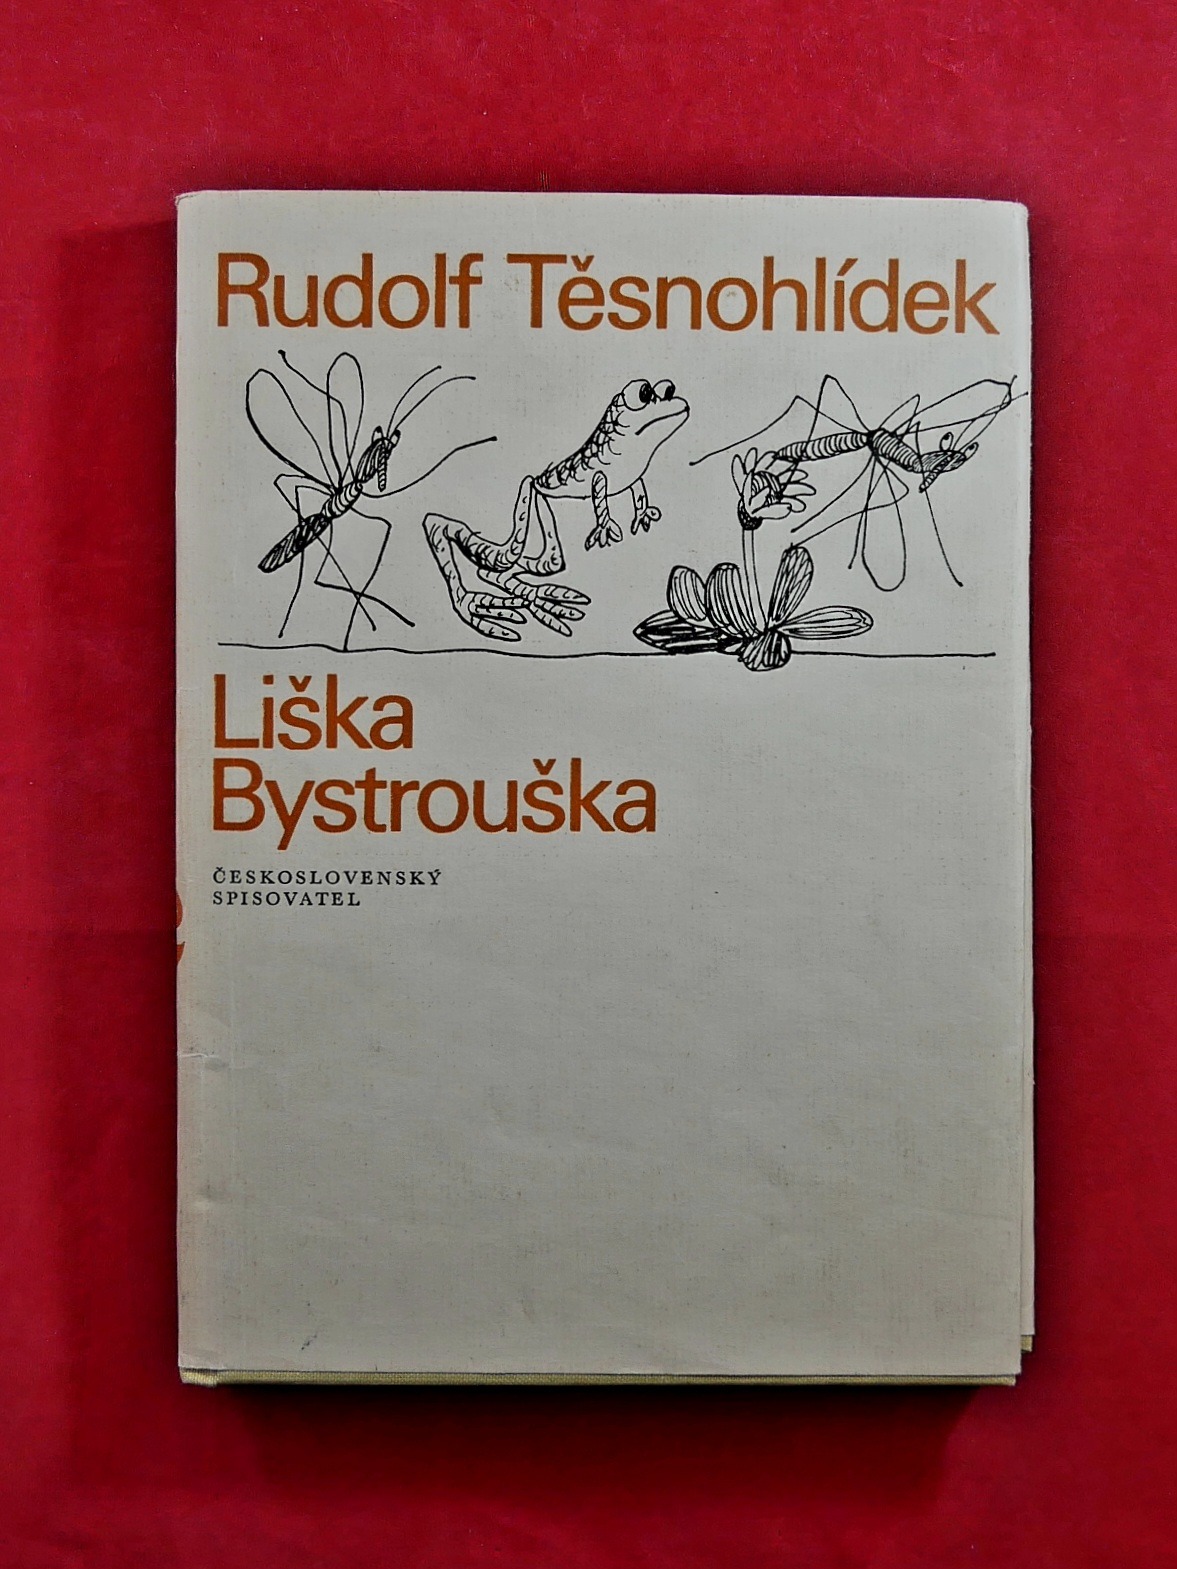 Rudolf Těsnohlídek
Liška
Bystrouška
ČESKOSLOVENSKÝ
SPISOVATEL